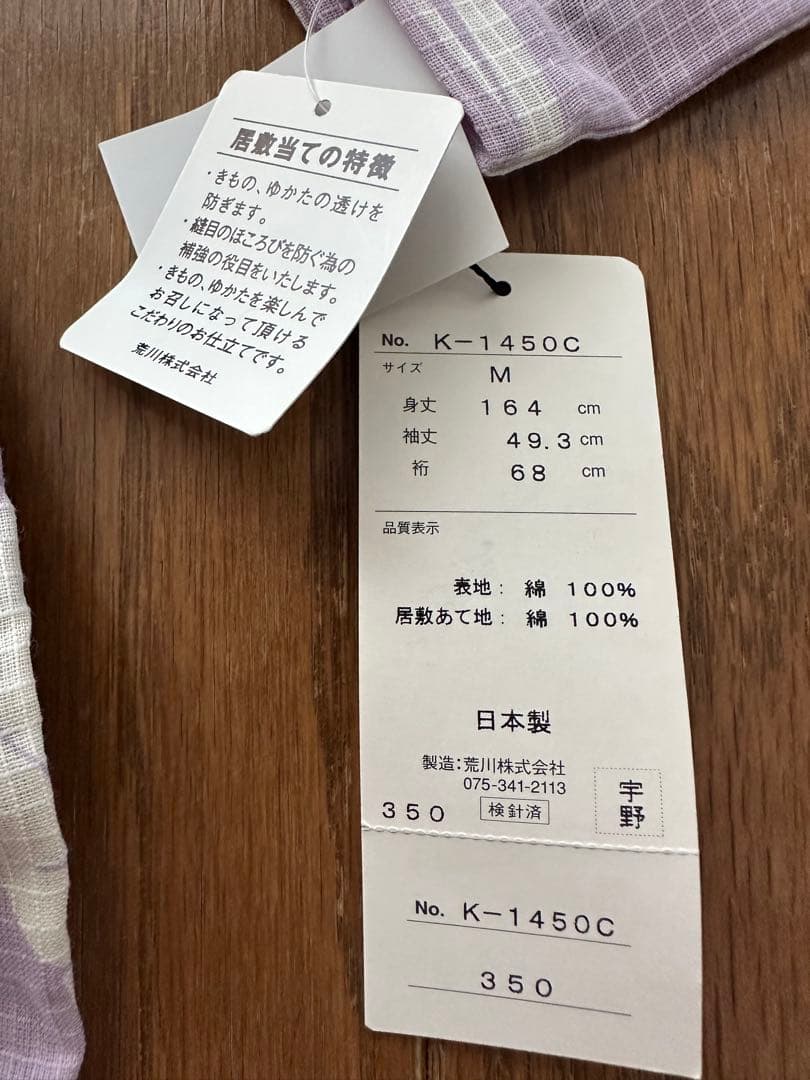 居敷当ての特徴
・きもの、ゆかたの透けを
防ぎます。
・縫目のほころびを防ぐ為の
補強の役目をいたします。
・きもの、ゆかたを楽しんで
お召しになって頂ける
こだわりのお仕立てです。
荒川株式会社
No. K-1450C
サイズ
M
身丈 164 cm
袖丈 49.3 cm
裄 68 cm
品質表示
表地: 綿 100%
居敷あて地: 綿 100%
日本製
製造:荒川株式会社
075-341-2113
350 検針済
宇野
No. K-1450C
350